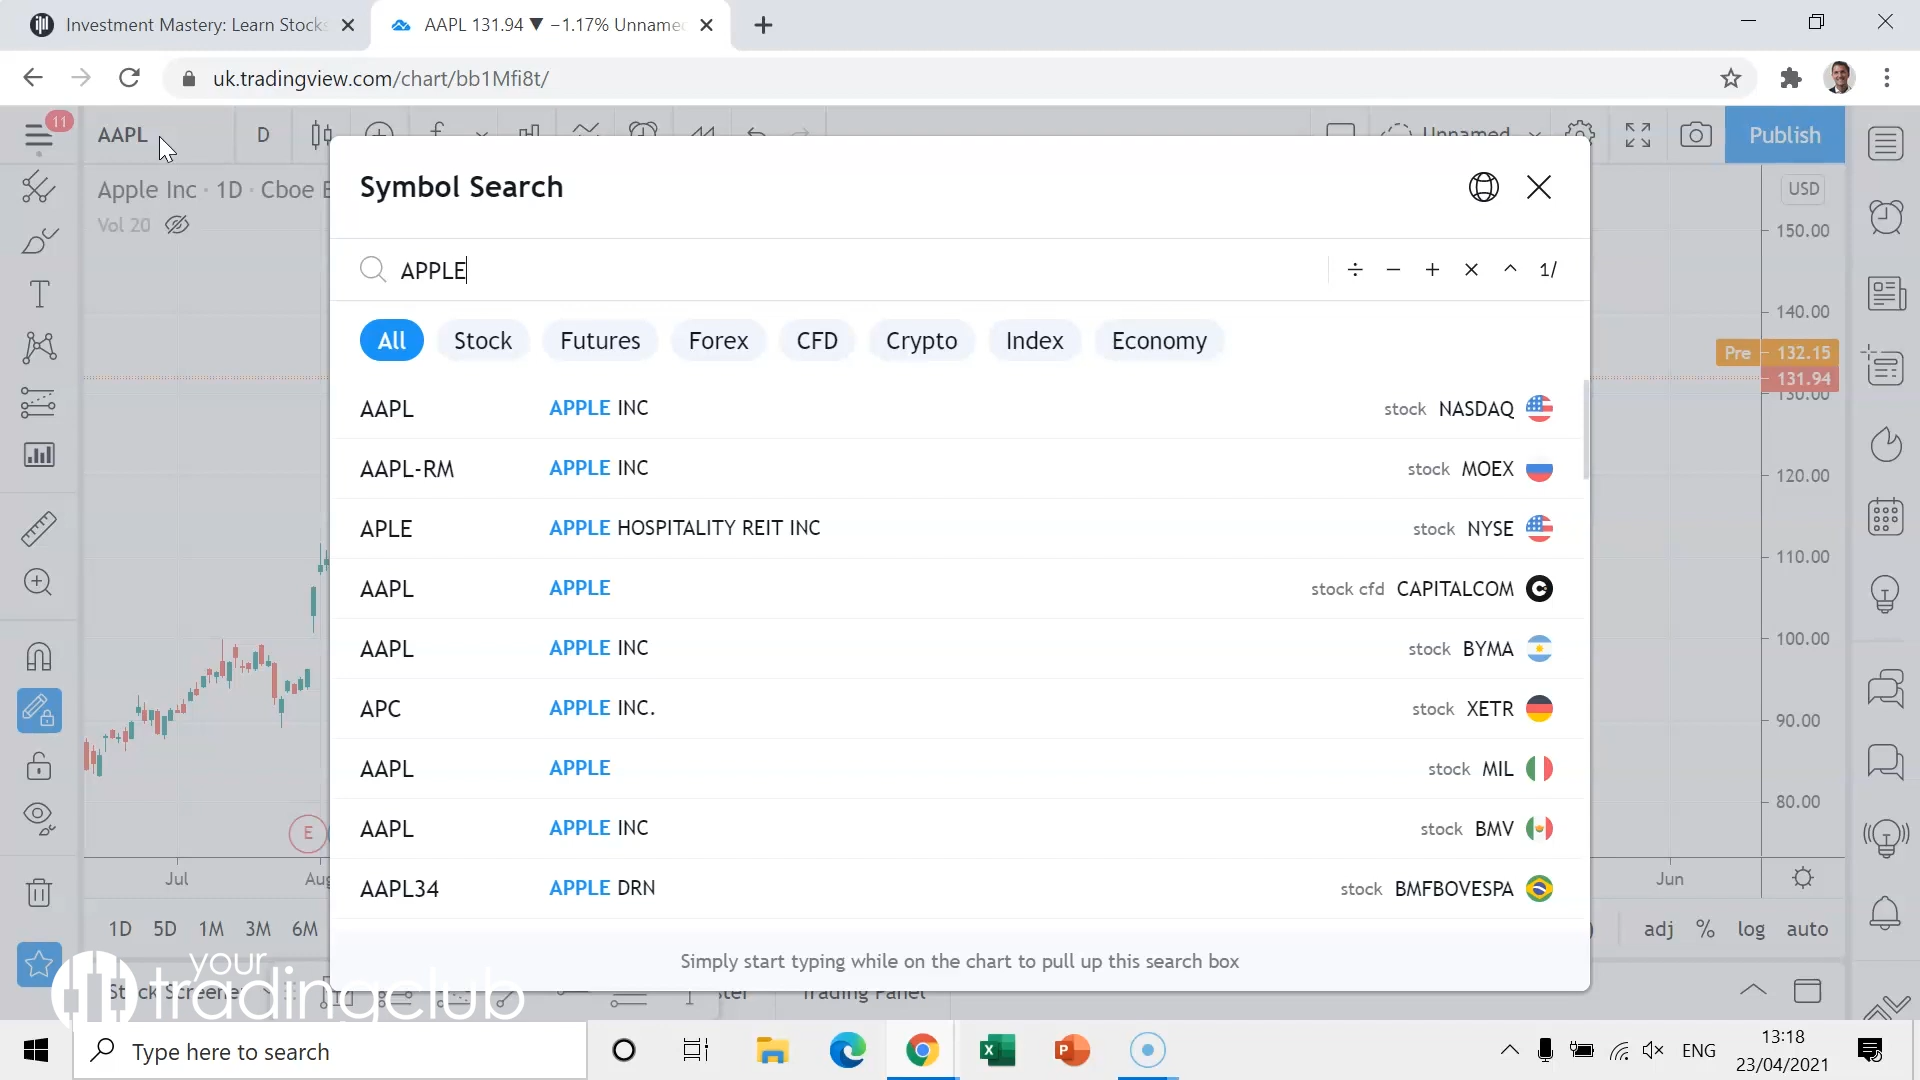 Investment Mastery: Learn Stocks
AAPL 131.94 ▼ −1.17% Unname
uk.tradingview.com/chart/bb1Mfi8t/
11
AAPL
D
Unnamed
Publish
Apple Inc · 1D · Cboe
Vol 20
USD
Symbol Search
APPLE
÷ − + × ^ 1/
All Stock Futures Forex CFD Crypto Index Economy
AAPL APPLE INC stock NASDAQ
AAPL-RM APPLE INC stock MOEX
APLE APPLE HOSPITALITY REIT INC stock NYSE
AAPL APPLE stock cfd CAPITALCOM
AAPL APPLE INC stock BYMA
APC APPLE INC. stock XETR
AAPL APPLE stock MIL
AAPL APPLE INC stock BMV
AAPL34 APPLE DRN stock BMFBOVESPA
Simply start typing while on the chart to pull up this search box
150.00
140.00
Pre 132.15
131.94
130.00
120.00
110.00
100.00
90.00
80.00
E
Jul Aug Jun
1D 5D 1M 3M 6M
adj % log auto
Stock Screener
Trading Panel
your
tradingclub
Type here to search
ENG
13:18
23/04/2021